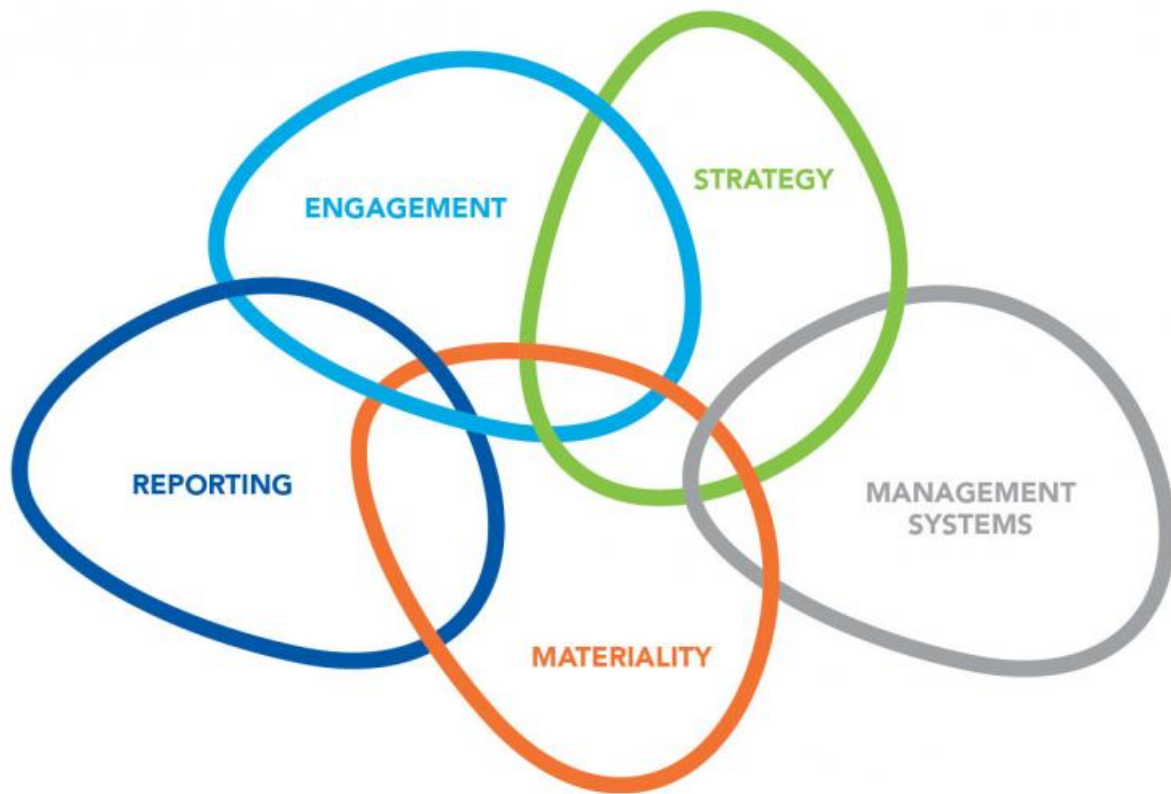 STRATEGY
ENGAGEMENT
REPORTING
MANAGEMENT
SYSTEMS
MATERIALITY